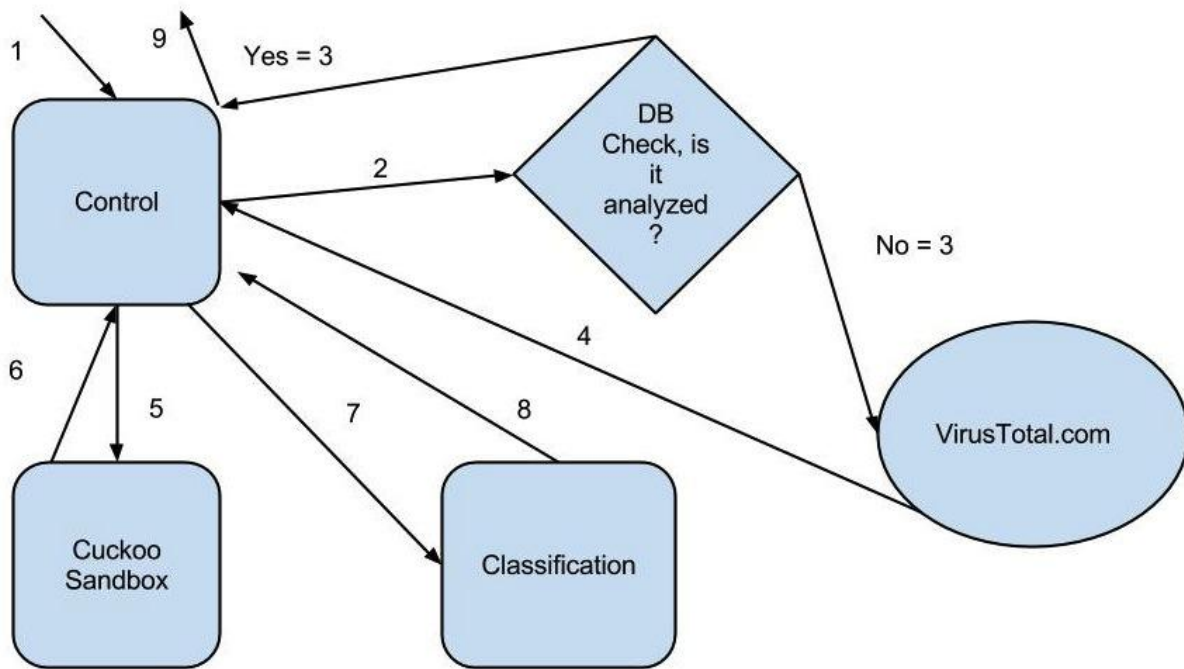 1
9
Yes = 3
DB
Check, is
it
analyzed
?
2
Control
No = 3
4
6
5
7
8
VirusTotal.com
Cuckoo
Sandbox
Classification